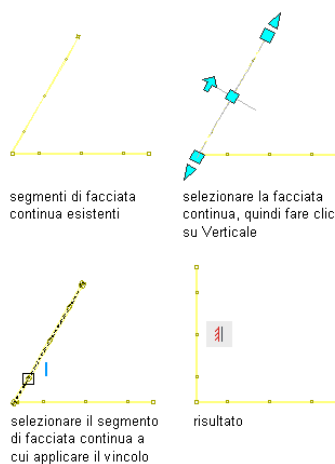 segmenti di facciata
continua esistenti
selezionare la facciata
continua, quindi fare clic
su Verticale
selezionare il segmento
di facciata continua a
cui applicare il vincolo
risultato